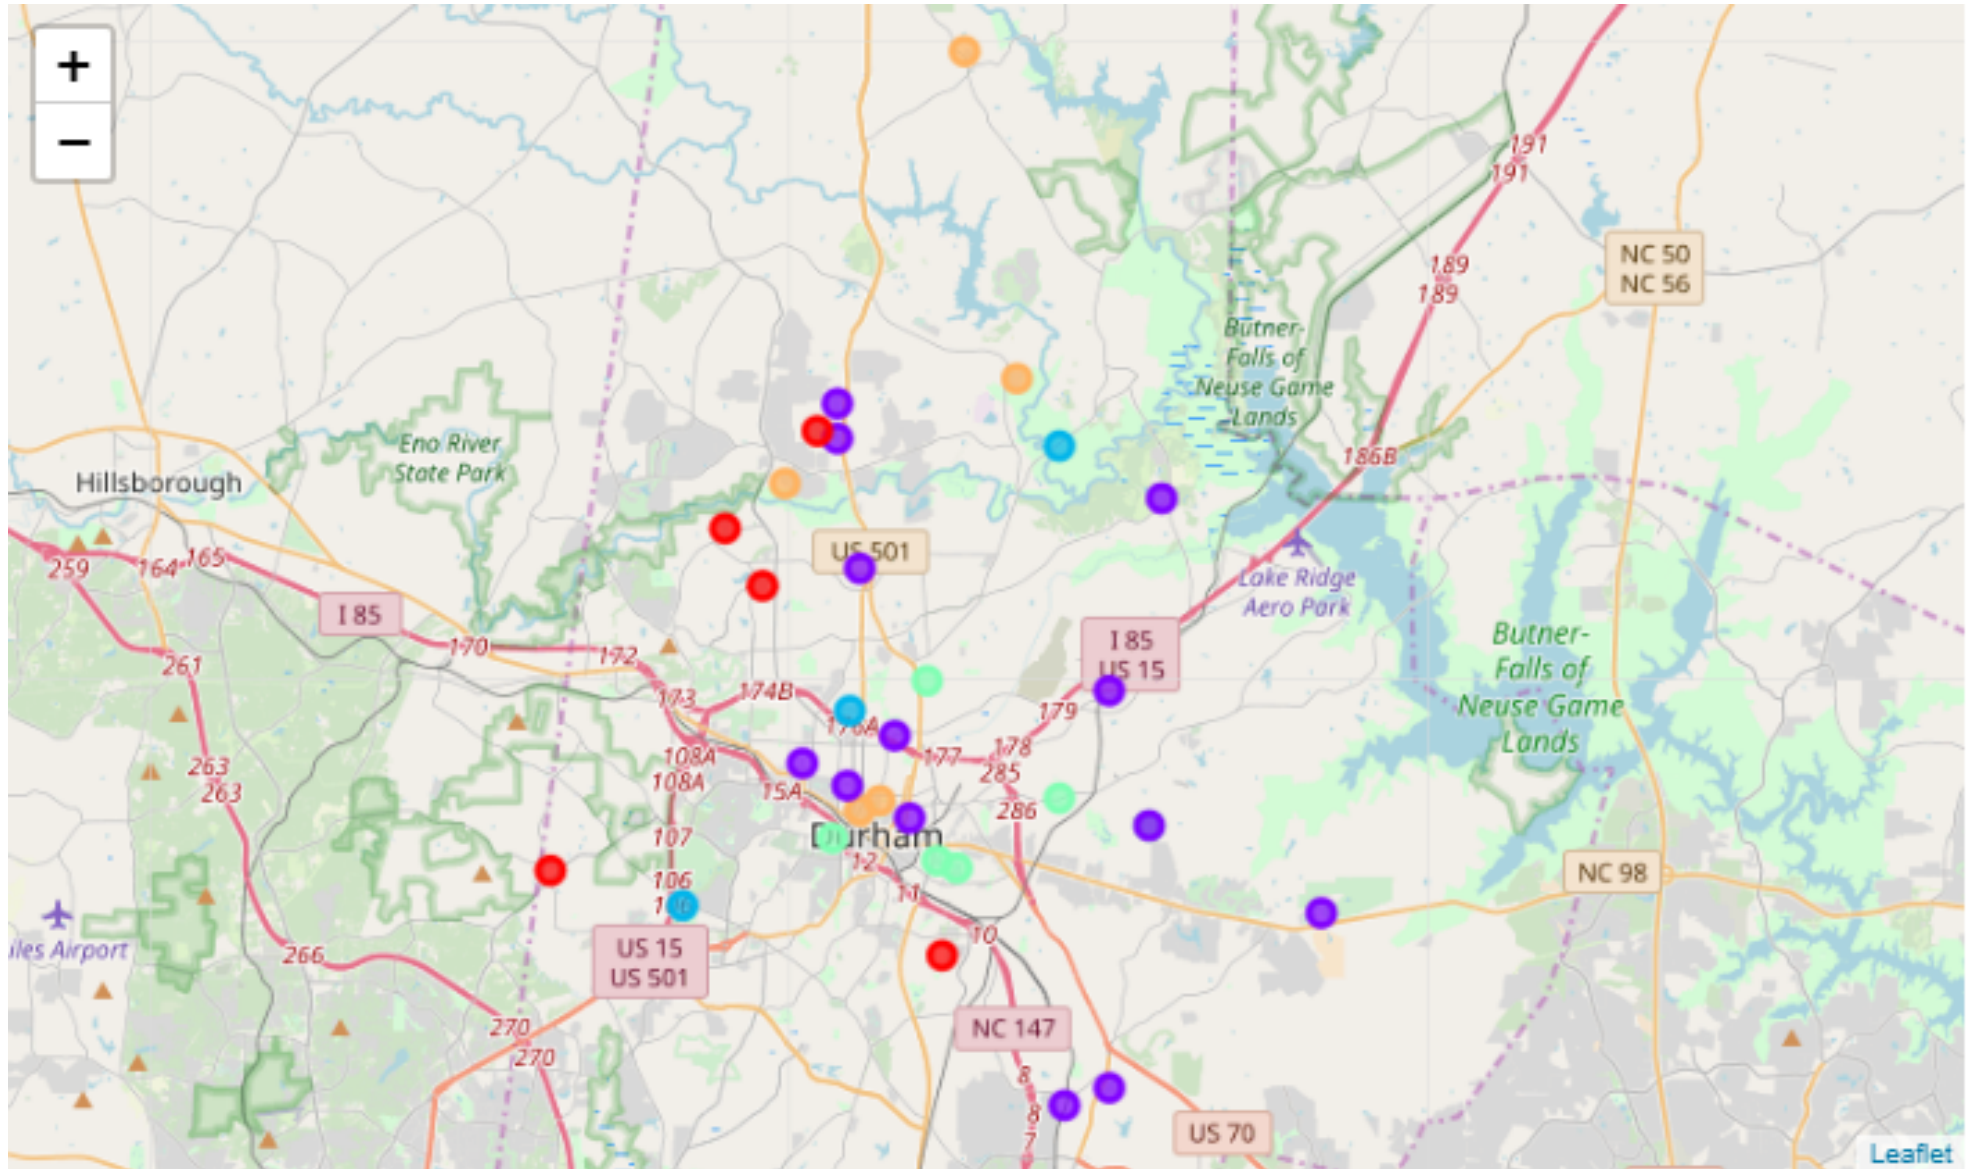 +
−
191
191
NC 50
NC 56
189
189
Butner-
Falls of
Neuse Game
Lands
Eno River
State Park
186B
Hillsborough
US 501
259
164
165
Lake Ridge
Aero Park
I 85
I 85
US 15
Butner-
Falls of
Neuse Game
Lands
170
172
261
173
174B
179
176A
177
178
285
108A
108A
263
263
15A
286
107
Durham
12
106
11
NC 98
10
266
US 15
US 501
270
270
NC 147
8
8
7
US 70
Leaflet